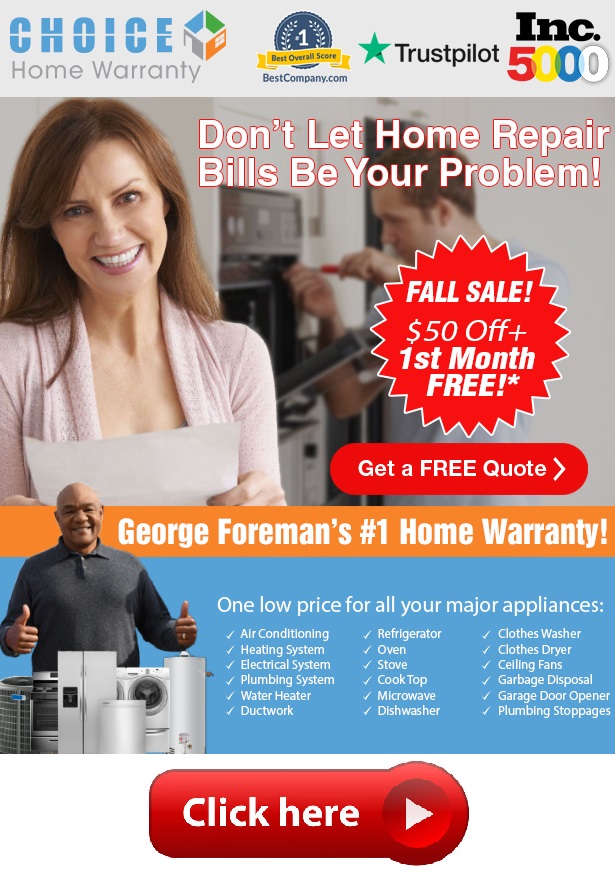 CHOICE
Home Warranty
#1
Best Overall Score
BestCompany.com
Trustpilot
Inc.
5000
Don't Let Home Repair
Bills Be Your Problem!
FALL SALE!
$50 Off+
1st Month
FREE!*
Get a FREE Quote
George Foreman's #1 Home Warranty!
One low price for all your major appliances:
✓ Air Conditioning
✓ Heating System
✓ Electrical System
✓ Plumbing System
✓ Water Heater
✓ Ductwork
✓ Refrigerator
✓ Oven
✓ Stove
✓ Cook Top
✓ Microwave
✓ Dishwasher
✓ Clothes Washer
✓ Clothes Dryer
✓ Ceiling Fans
✓ Garbage Disposal
✓ Garage Door Opener
✓ Plumbing Stoppages
Click here